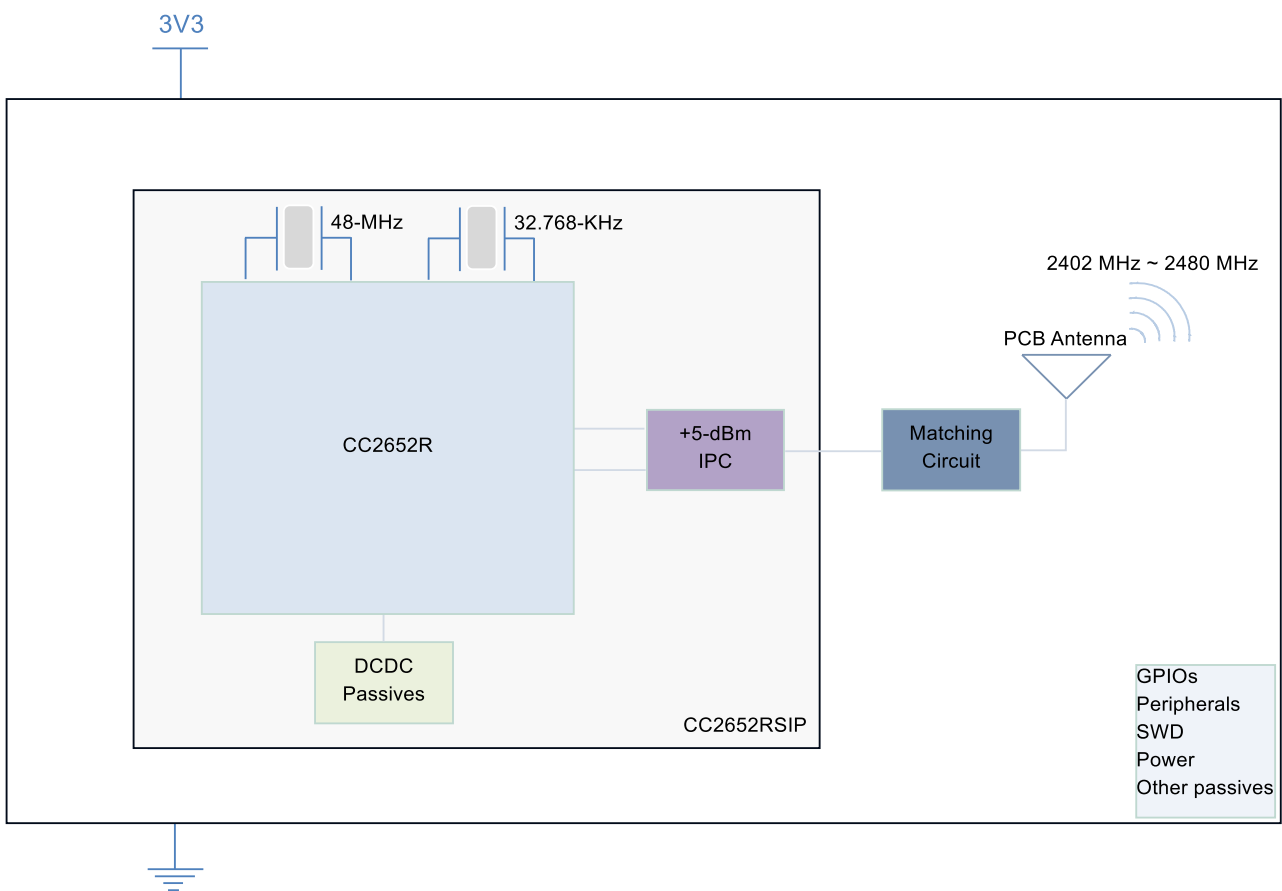 3V3
48-MHz
32.768-KHz
2402 MHz ~ 2480 MHz
PCB Antenna
CC2652R
+5-dBm
IPC
Matching
Circuit
DCDC
Passives
CC2652RSIP
GPIOs
Peripherals
SWD
Power
Other passives